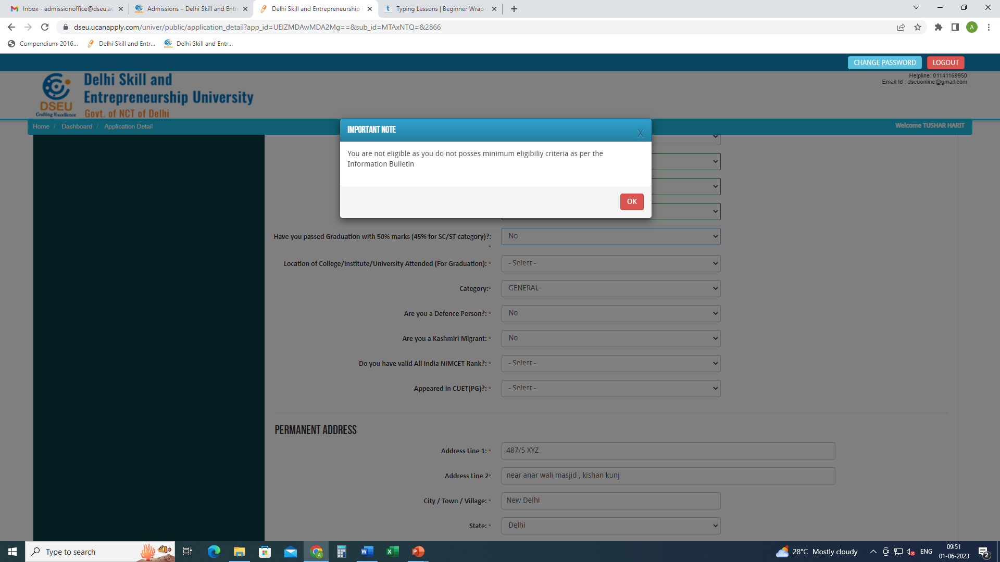 Inbox - admissionoffice@dseu.ac
Admissions – Delhi Skill and Entr
Delhi Skill and Entrepreneurship U
Typing Lessons | Beginner Wrap-
dseu.ucanapply.com/univer/public/application_detail?app_id=UElZMDAwMDA2Mg==&sub_id=MTAxNTQ=&2866
A
Compendium-2016...
Delhi Skill and Entr...
Delhi Skill and Entr...
CHANGE PASSWORD
LOGOUT
Helpline: 01141169950
Email Id : dseuonline@gmail.com
DSEU
Crafting Excellence
Delhi Skill and
Entrepreneurship University
Govt. of NCT of Delhi
Home / Dashboard / Application Detail
Welcome TUSHAR HARIT
IMPORTANT NOTE
X
You are not eligible as you do not posses minimum eligibiliy criteria as per the
Information Bulletin
OK
Have you passed Graduation with 50% marks (45% for SC/ST category)?: *
No
Location of College/Institute/University Attended (For Graduation): *
- Select -
Category:*
GENERAL
Are you a Defence Person?: *
No
Are you a Kashmiri Migrant: *
No
Do you have valid All India NIMCET Rank?: *
- Select -
Appeared in CUET(PG)?: *
- Select -
PERMANENT ADDRESS
Address Line 1: *
487/5 XYZ
Address Line 2*
near anar wali masjid , kishan kunj
City / Town / Village: *
New Delhi
State: *
Delhi
Type to search
28°C Mostly cloudy
ENG
09:51
01-06-2023
2